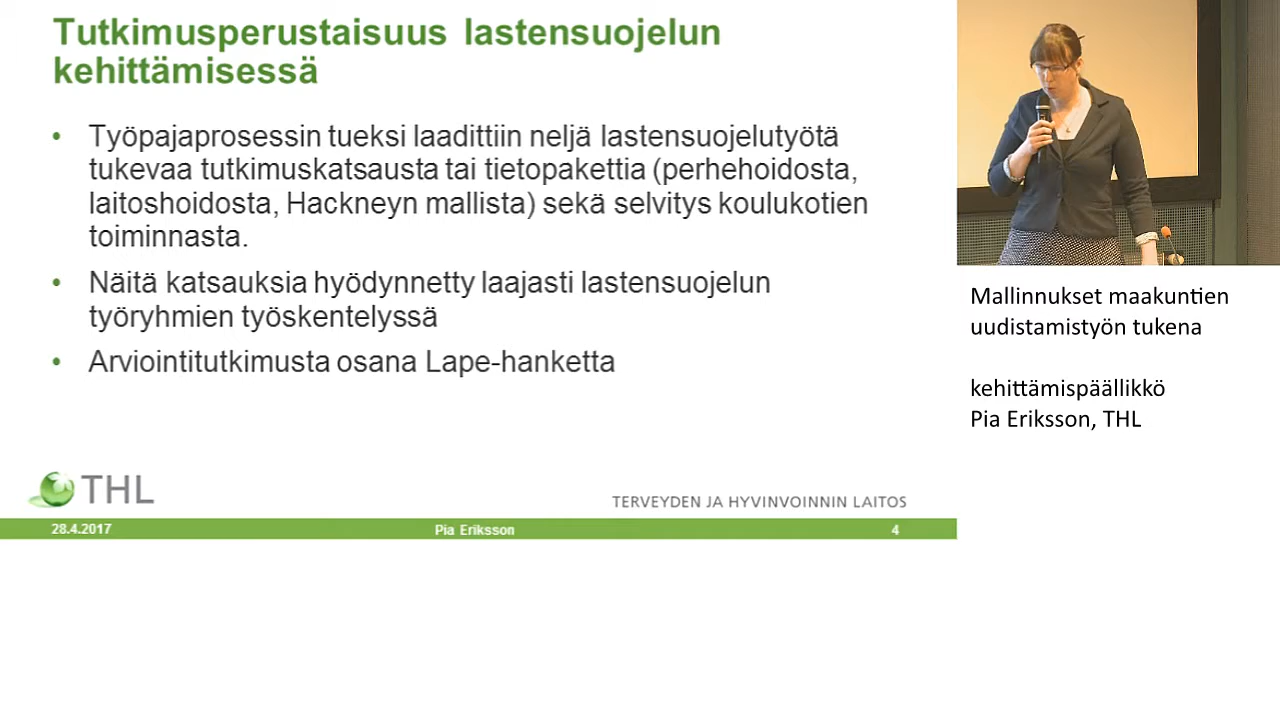 Tutkimusperustaisuus lastensuojelun
kehittämisessä
• Työpajaprosessin tueksi laadittiin neljä lastensuojelutyötä
tukevaa tutkimuskatsausta tai tietopakettia (perhehoidosta,
laitoshoidosta, Hackneyn mallista) sekä selvitys koulukotien
toiminnasta.
• Näitä katsauksia hyödynnetty laajasti lastensuojelun
työryhmien työskentelyssä
• Arviointitutkimusta osana Lape-hanketta
THL
TERVEYDEN JA HYVINVOINNIN LAITOS
28.4.2017
Pia Eriksson
4
Mallinnukset maakuntien
uudistamistyön tukena
kehittämispäällikkö
Pia Eriksson, THL